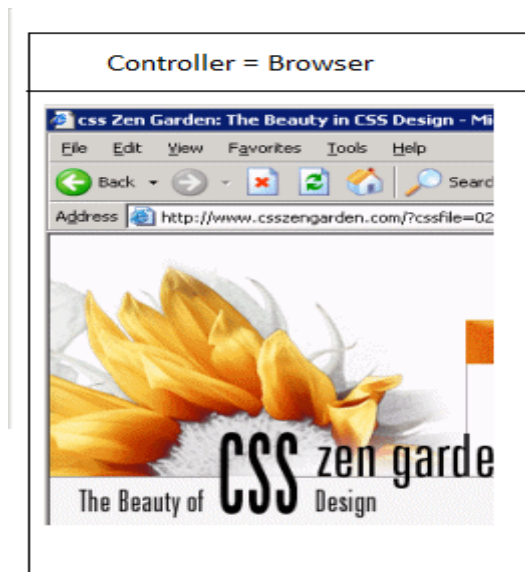 Controller = Browser
css Zen Garden: The Beauty in CSS Design - Mi
File Edit View Favorites Tools Help
Back Searc
Address http://www.csszengarden.com/?cssfile=02
CSS zen garde
The Beauty of Design